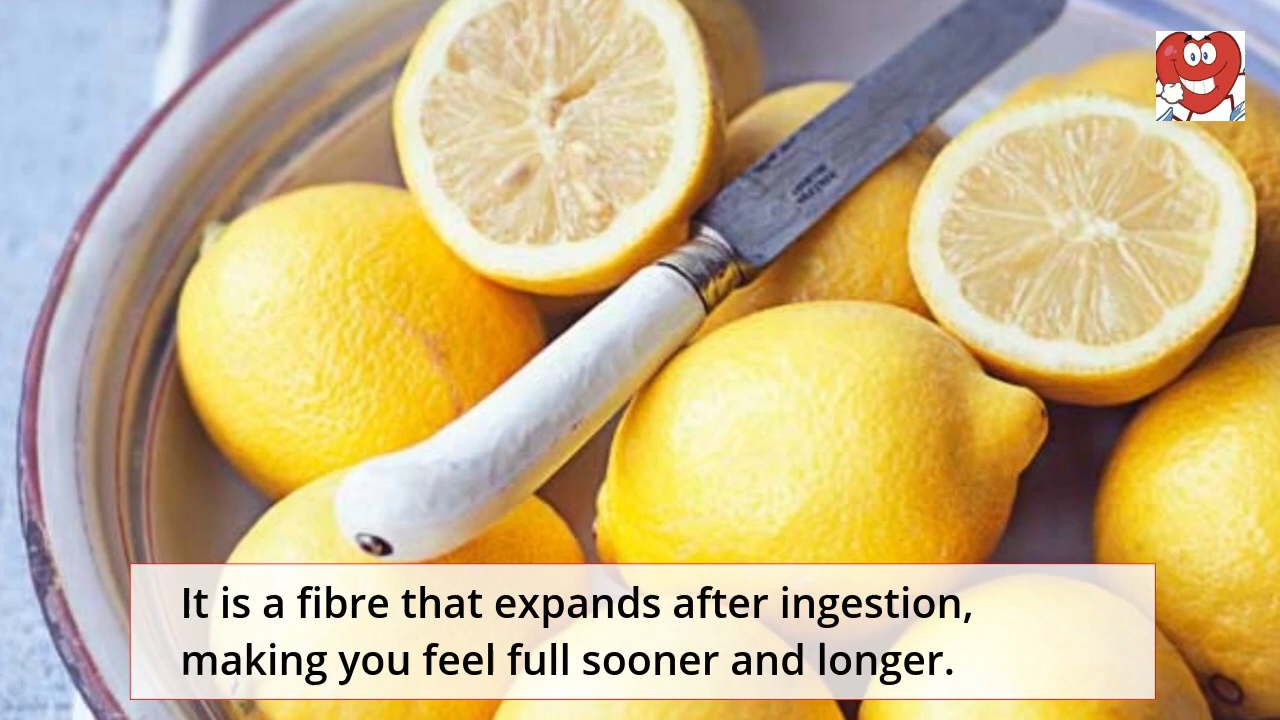 It is a fibre that expands after ingestion,
making you feel full sooner and longer.